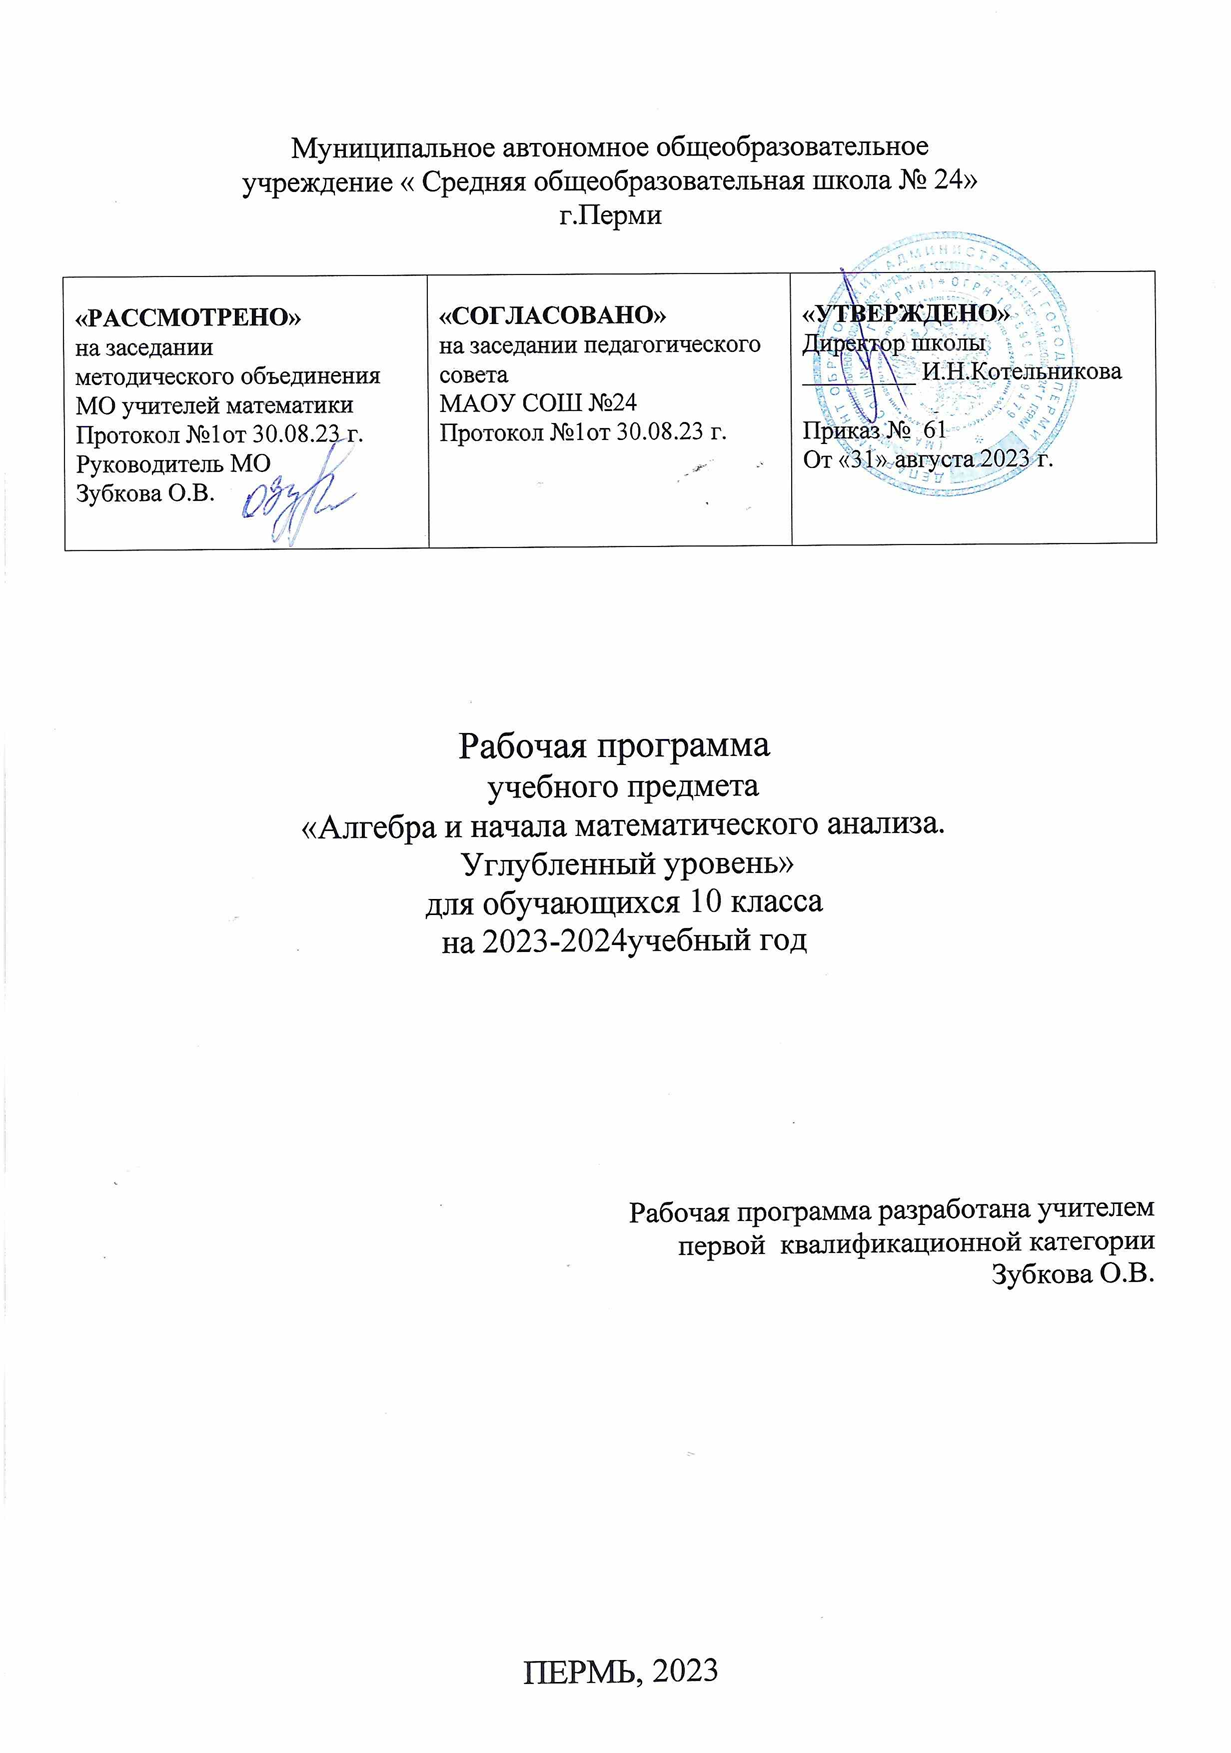 Муниципальное автономное общеобразовательное
учреждение « Средняя общеобразовательная школа № 24»
г.Перми
«РАССМОТРЕНО»
на заседании
методического объединения
МО учителей математики
Протокол №1от 30.08.23 г.
Руководитель МО
Зубкова О.В.
«СОГЛАСОВАНО»
на заседании педагогического
совета
МАОУ СОШ №24
Протокол №1от 30.08.23 г.
«УТВЕРЖДЕНО»
Директор школы
_________ И.Н.Котельникова
Приказ № 61
От «31» августа 2023 г.
Рабочая программа
учебного предмета
«Алгебра и начала математического анализа.
Углубленный уровень»
для обучающихся 10 класса
на 2023-2024учебный год
Рабочая программа разработана учителем
первой квалификационной категории
Зубкова О.В.
ПЕРМЬ, 2023